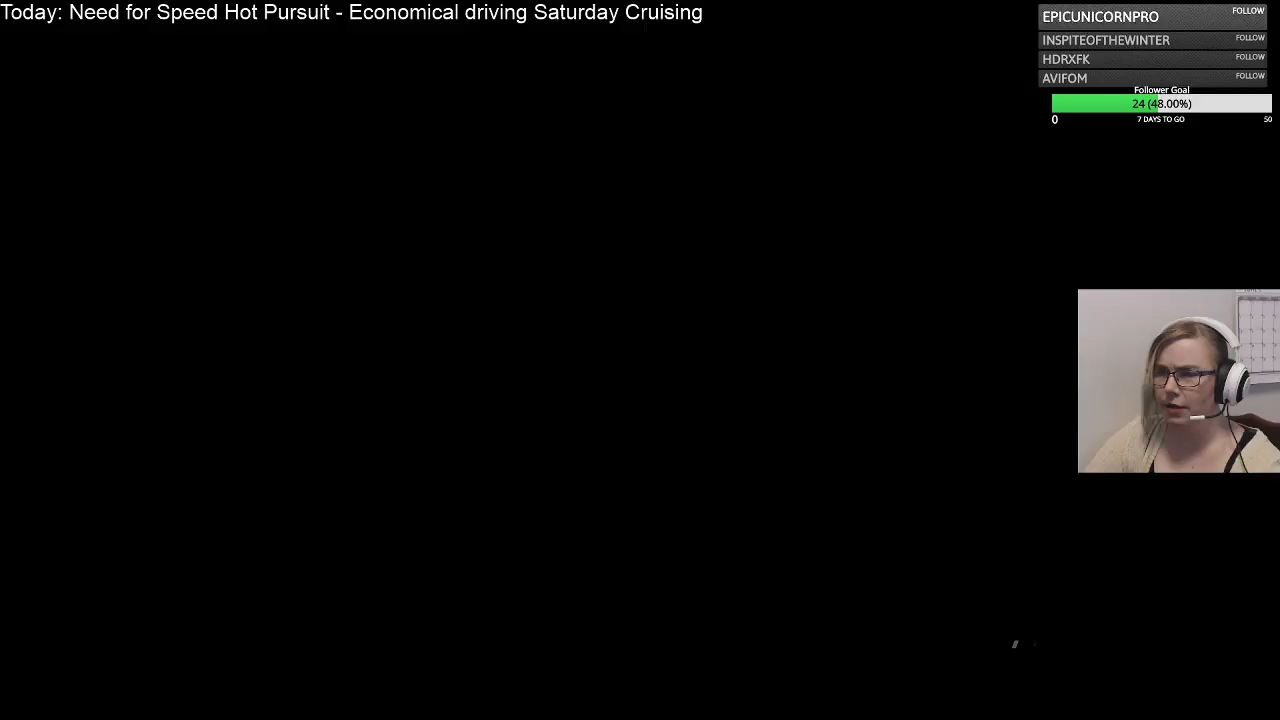 Today: Need for Speed Hot Pursuit - Economical driving Saturday Cruising
EPICUNICORNPRO FOLLOW
INSPITEOFTHEWINTER FOLLOW
HDRXFK FOLLOW
AVIFOM FOLLOW
Follower Goal
24 (48.00%)
0 7 DAYS TO GO 50